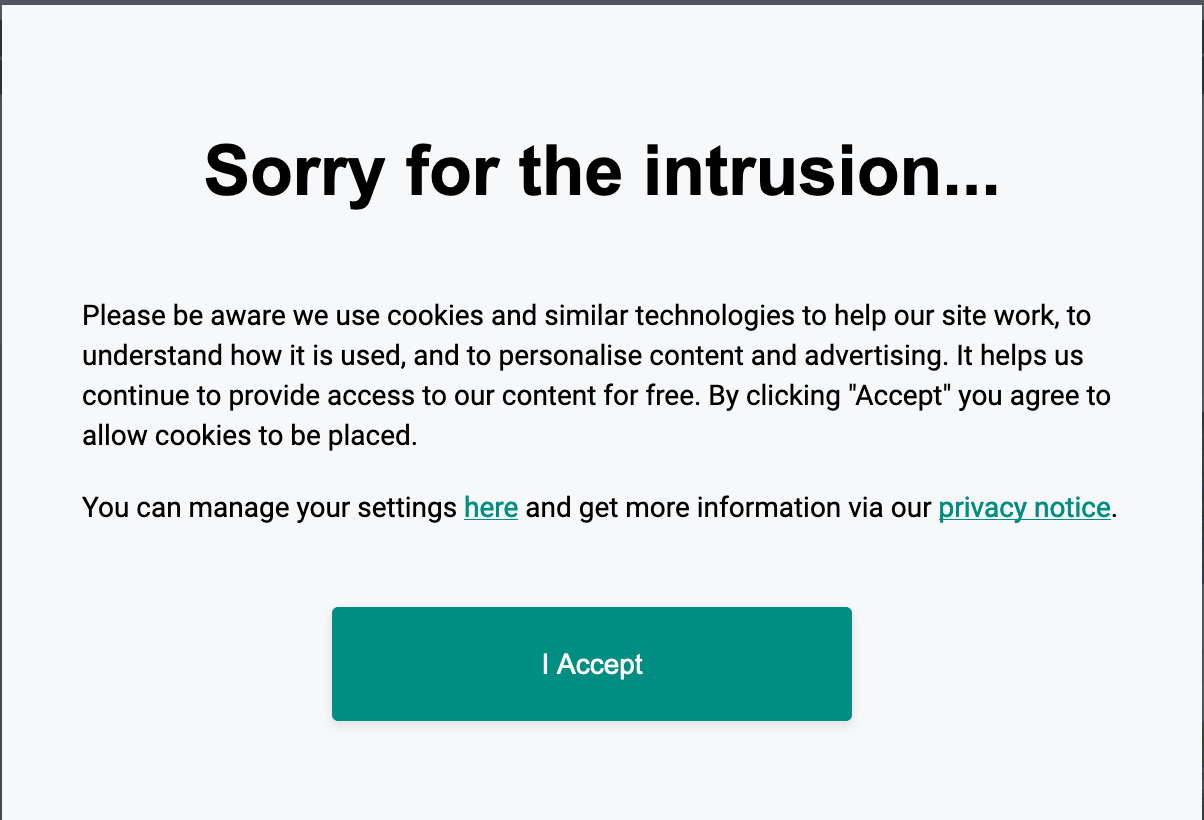 Sorry for the intrusion...
Please be aware we use cookies and similar technologies to help our site work, to
understand how it is used, and to personalise content and advertising. It helps us
continue to provide access to our content for free. By clicking "Accept" you agree to
allow cookies to be placed.
You can manage your settings here and get more information via our privacy notice.
I Accept